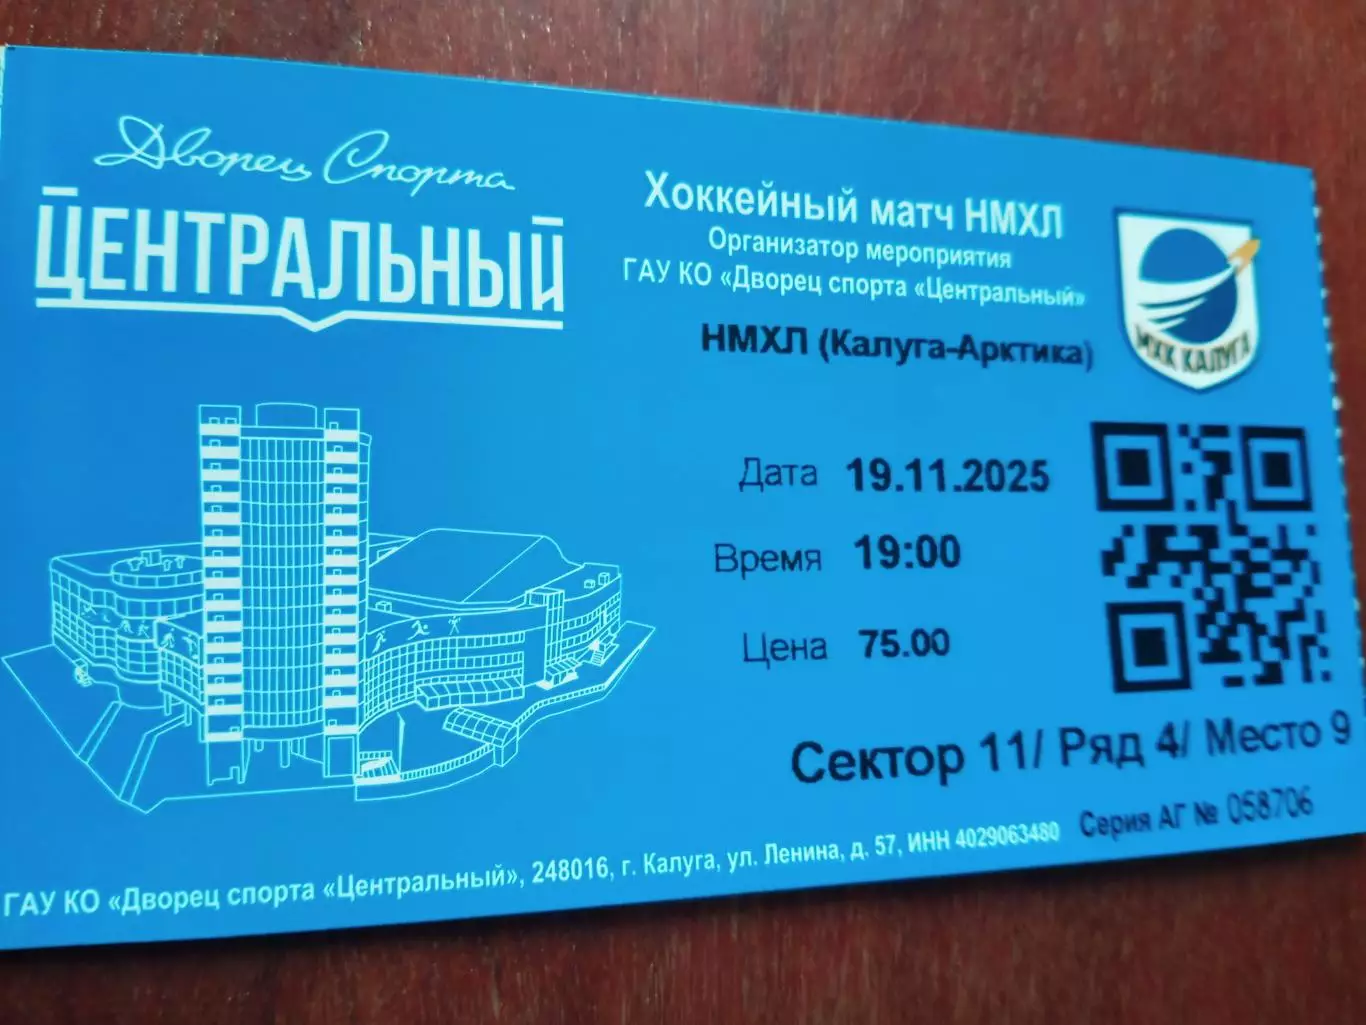 Дворец Спорта
ЦЕНТРАЛЬНЫЙ
Хоккейный матч НМХЛ
Организатор мероприятия
ГАУ КО «Дворец спорта «Центральный»
НМХЛ (Калуга-Арктика)
МХК КАЛУГА
Дата 19.11.2025
Время 19:00
Цена 75.00
Сектор 11/ Ряд 4/ Место 9
Серия АГ № 058706
ГАУ КО «Дворец спорта «Центральный», 248016, г. Калуга, ул. Ленина, д. 57, ИНН 4029063480